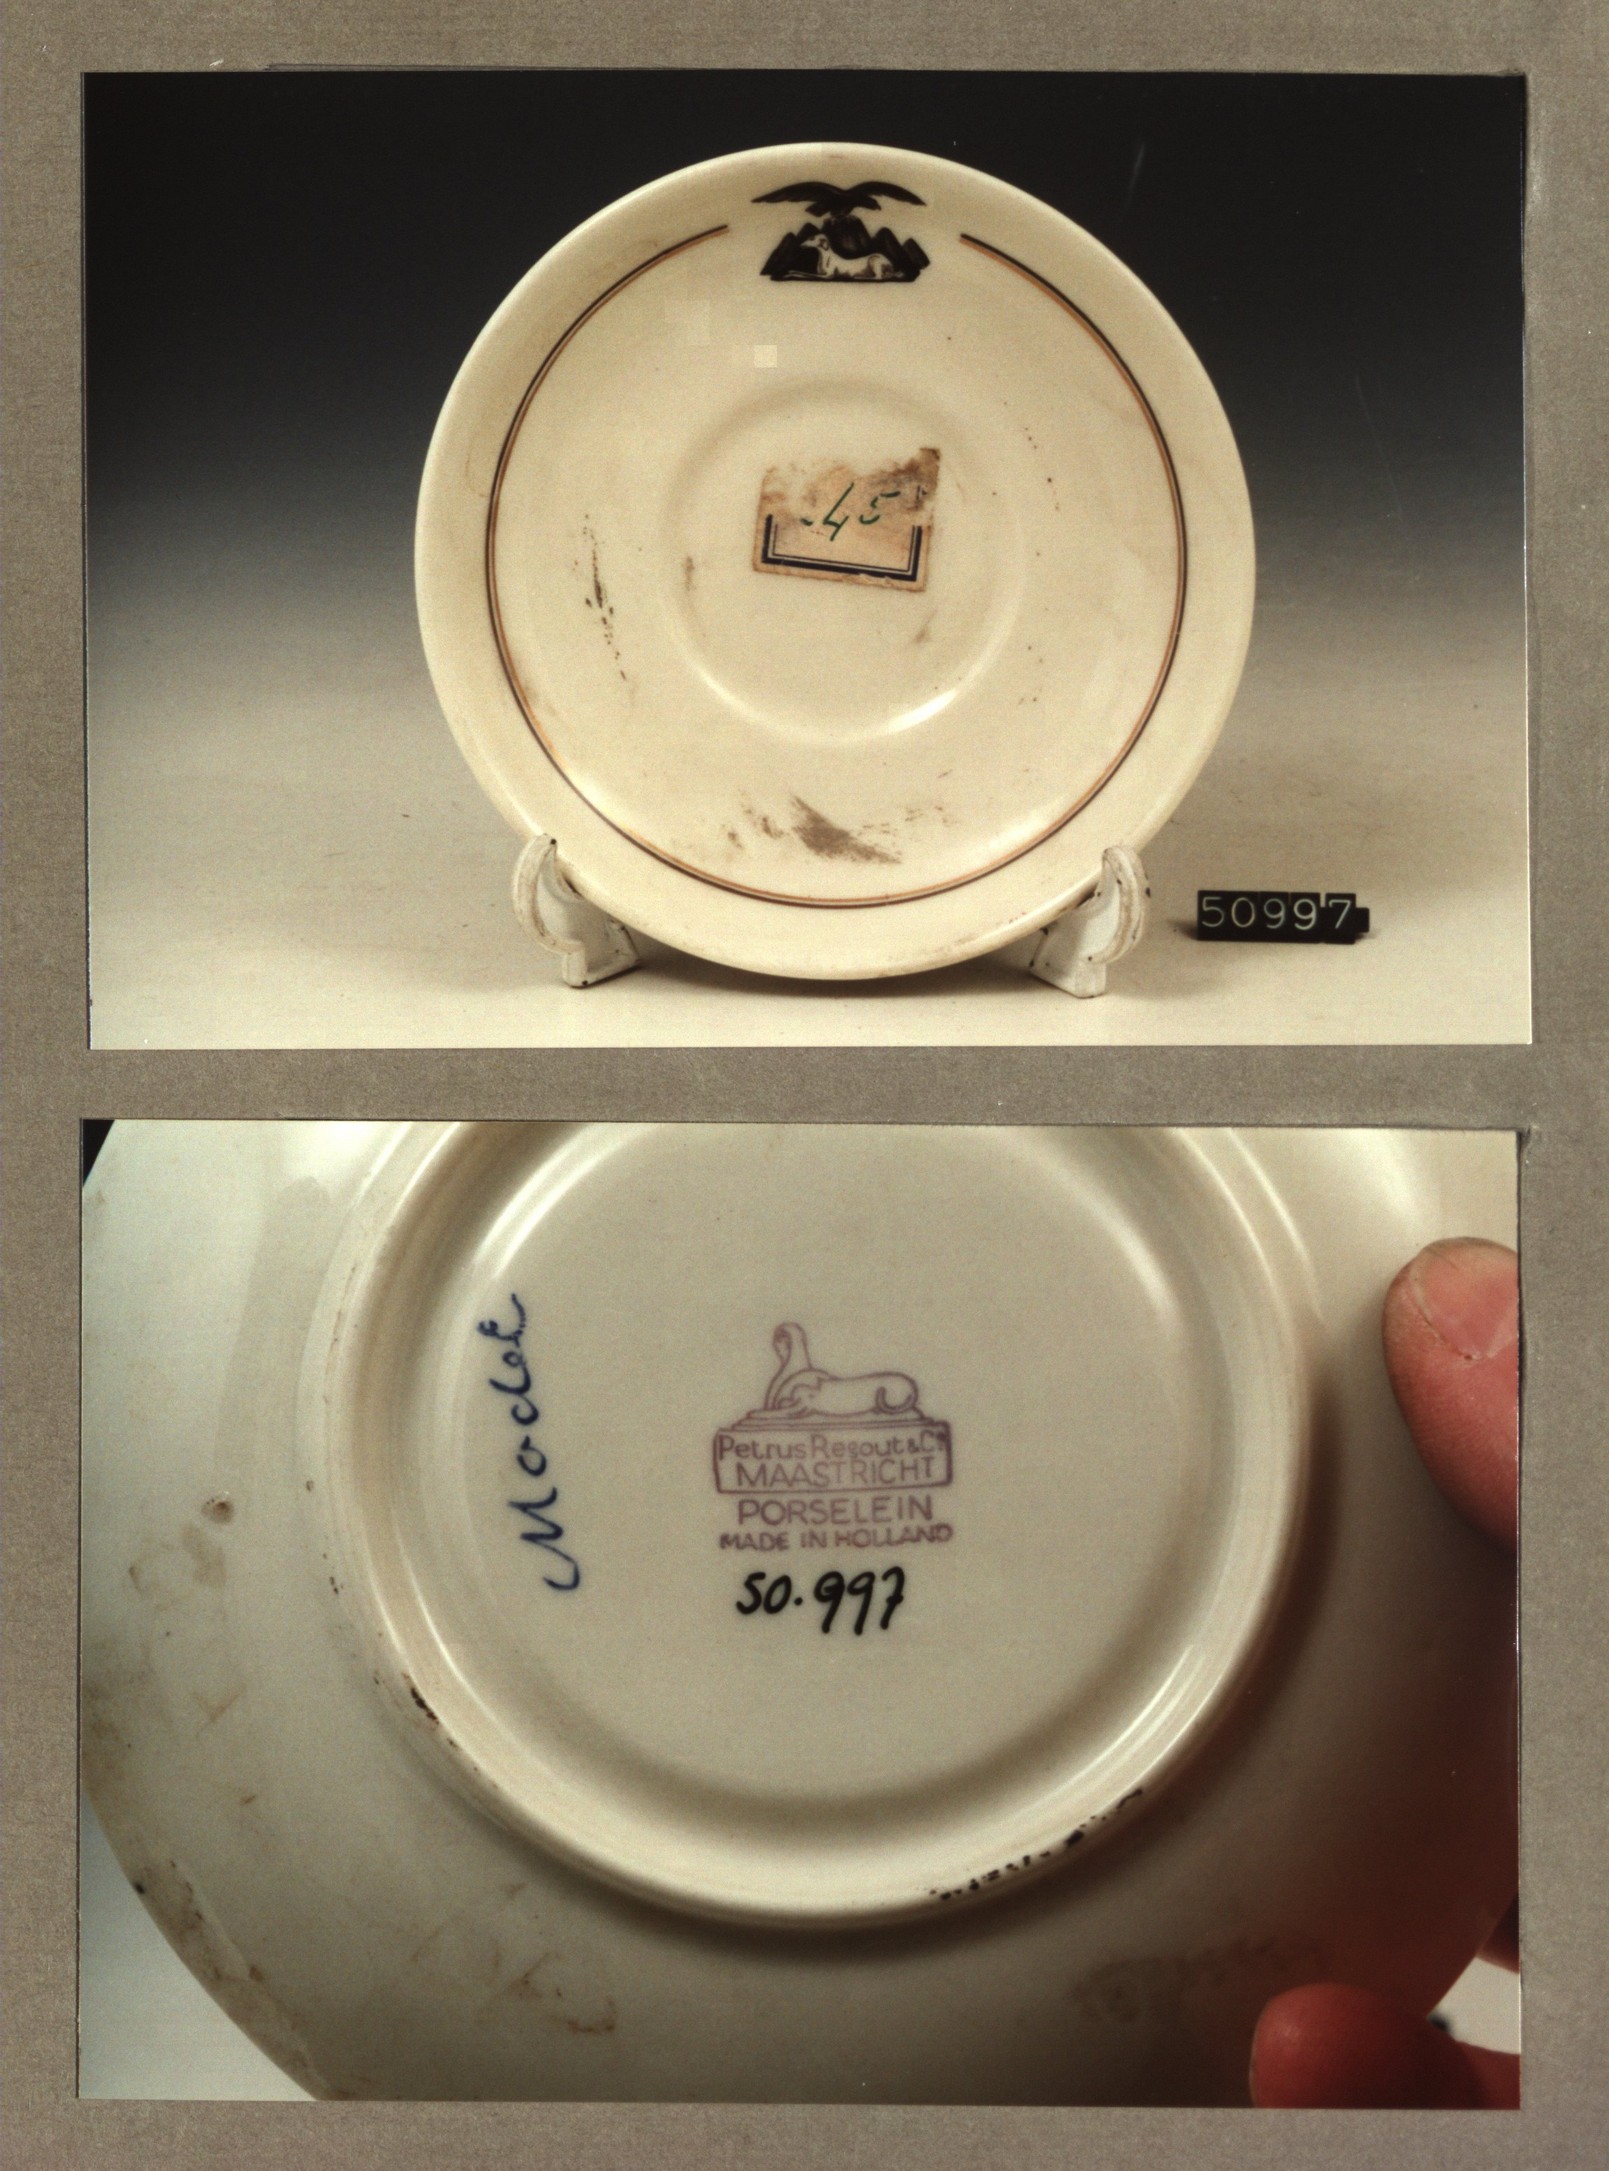 45
50997
Model
Petrus Regout & Co
MAASTRICHT
PORSELEIN
MADE IN HOLLAND
50.997